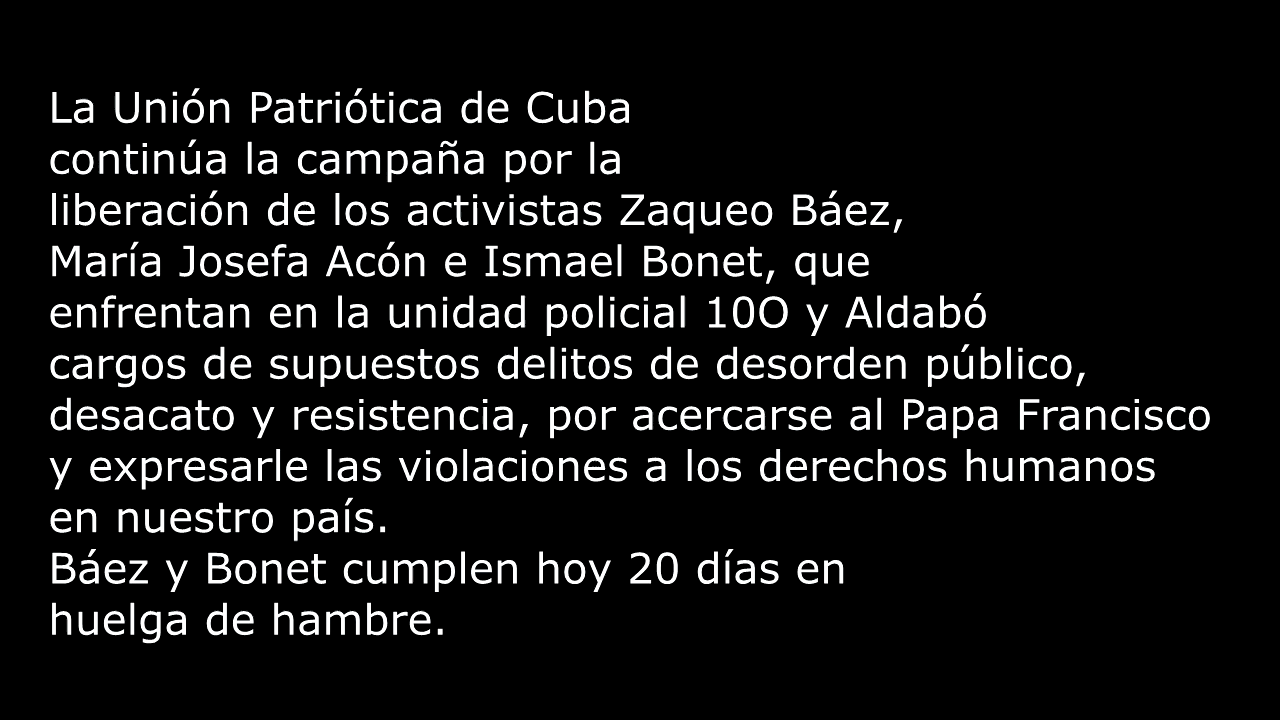 La Unión Patriótica de Cuba
continúa la campaña por la
liberación de los activistas Zaqueo Báez,
María Josefa Acón e Ismael Bonet, que
enfrentan en la unidad policial 10O y Aldabó
cargos de supuestos delitos de desorden público,
desacato y resistencia, por acercarse al Papa Francisco
y expresarle las violaciones a los derechos humanos
en nuestro país.
Báez y Bonet cumplen hoy 20 días en
huelga de hambre.